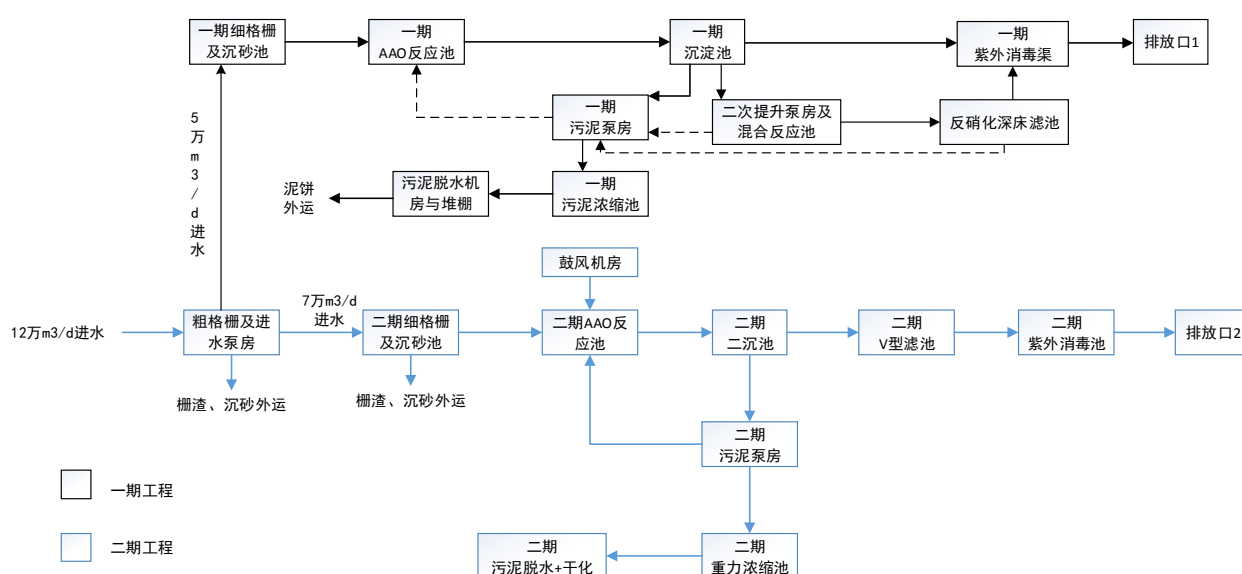 一期细格栅
及沉砂池
一期
AAO反应池
一期
沉淀池
一期
紫外消毒渠
排放口1
5
万
m
3
/
d
进
水
一期
污泥泵房
二次提升泵房及
混合反应池
反硝化深床滤池
泥饼
外运
污泥脱水机
房与堆棚
一期
污泥浓缩池
鼓风机房
12万m3/d进水
粗格栅及进
水泵房
7万m3/d
进水
二期细格栅
及沉砂池
二期AAO反
应池
二期
二沉池
二期
V型滤池
二期
紫外消毒池
排放口2
栅渣、沉砂外运
栅渣、沉砂外运
二期
污泥泵房
一期工程
二期工程
二期
污泥脱水+干化
二期
重力浓缩池